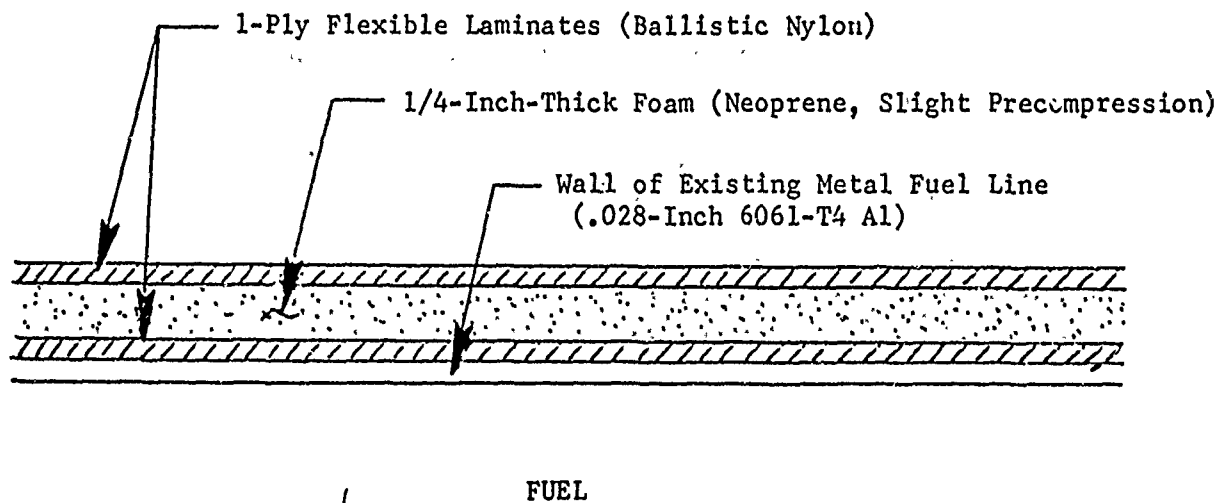 1-Ply Flexible Laminates (Ballistic Nylon)
1/4-Inch-Thick Foam (Neoprene, Slight Precompression)
Wall of Existing Metal Fuel Line
(.028-Inch 6061-T4 Al)
FUEL